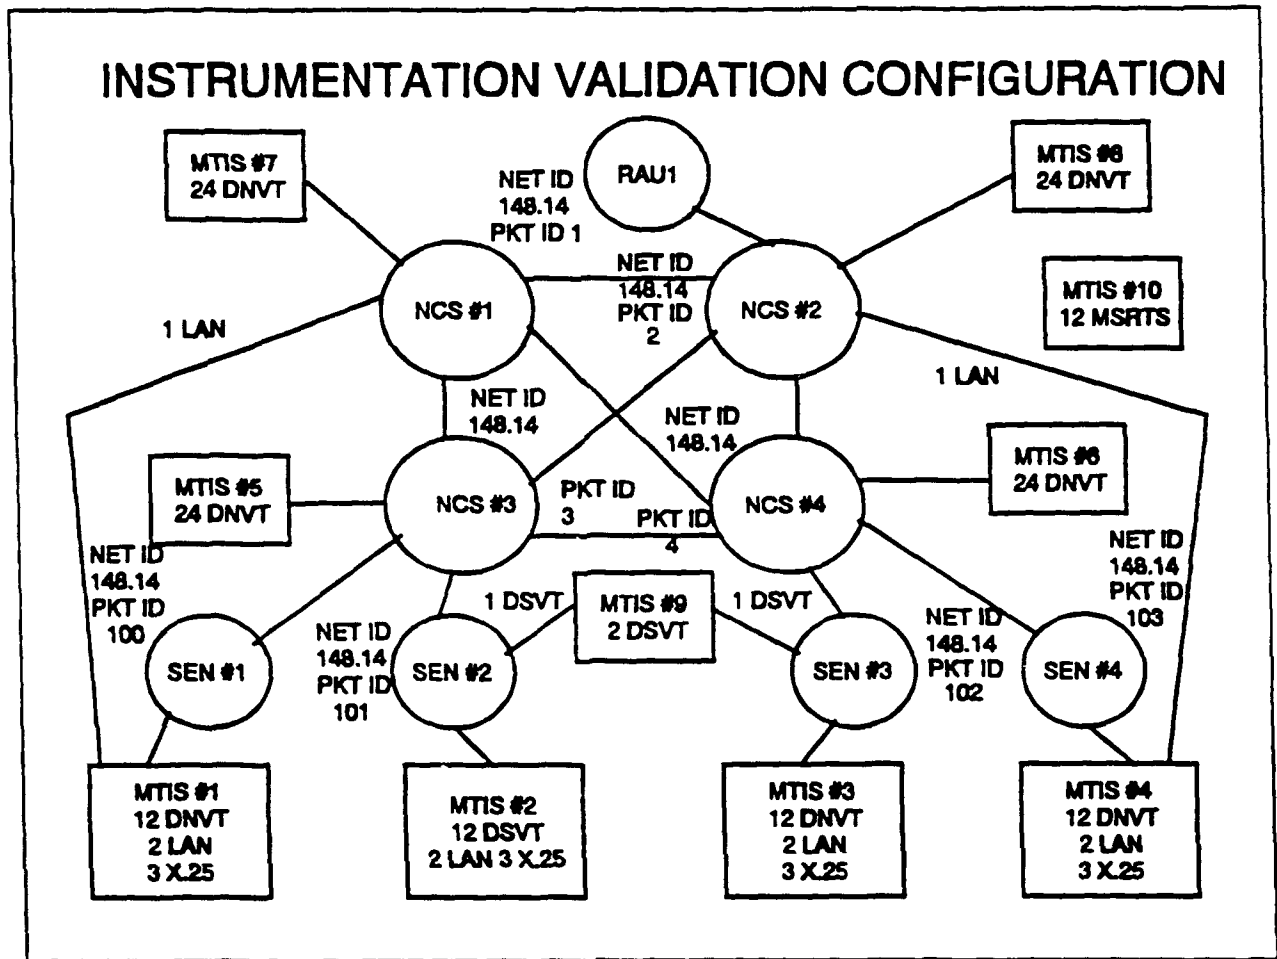 INSTRUMENTATION VALIDATION CONFIGURATION
MTIS #7
24 DNVT
NET ID
148.14
PKT ID 1
RAU1
MTIS #8
24 DNVT
NCS #1
NET ID
148.14
PKT ID
2
NCS #2
MTIS #10
12 MSRTS
1 LAN
1 LAN
NET ID
148.14
NET ID
148.14
MTIS #5
24 DNVT
NCS #3
PKT ID
3
PKT ID
4
NCS #4
MTIS #6
24 DNVT
NET ID
148.14
PKT ID
100
NET ID
148.14
PKT ID
103
SEN #1
NET ID
148.14
PKT ID
101
SEN #2
1 DSVT
MTIS #9
2 DSVT
1 DSVT
SEN #3
NET ID
148.14
PKT ID
102
SEN #4
MTIS #1
12 DNVT
2 LAN
3 X.25
MTIS #2
12 DSVT
2 LAN 3 X.25
MTIS #3
12 DNVT
2 LAN
3 X.25
MTIS #4
12 DNVT
2 LAN
3 X.25